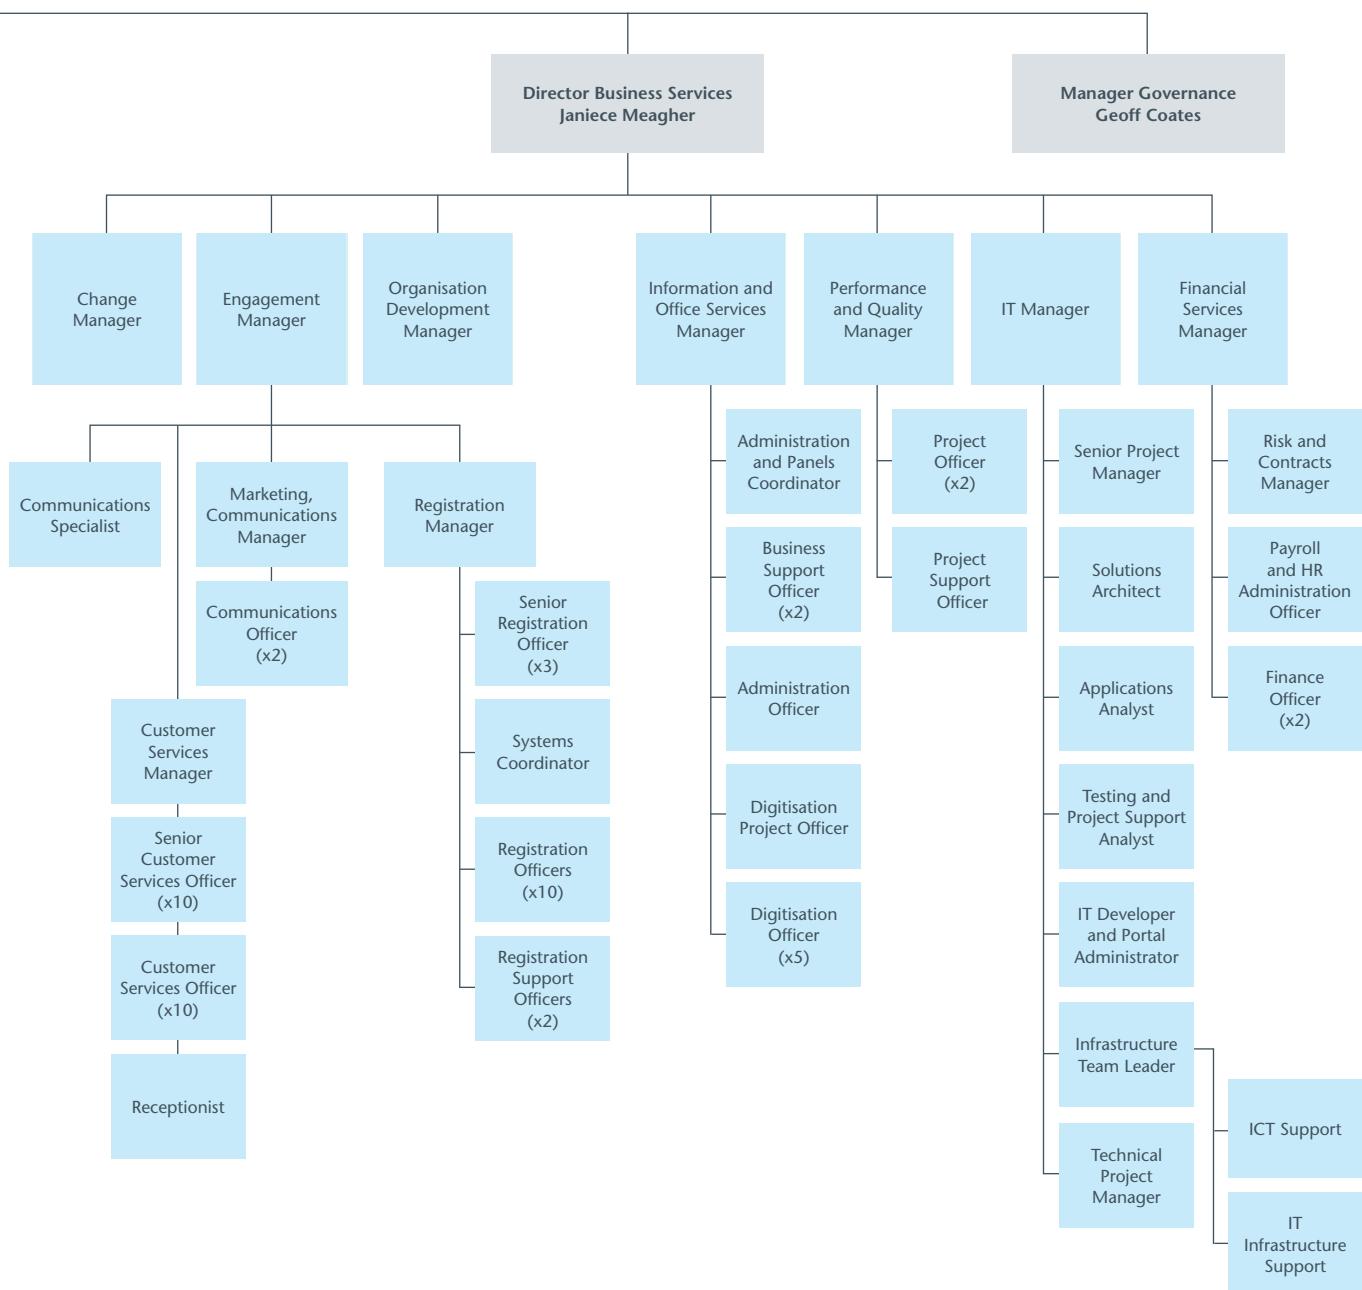 Director Business Services
Janiece Meagher
Manager Governance
Geoff Coates
Change
Manager
Engagement
Manager
Organisation
Development
Manager
Information and
Office Services
Manager
Performance
and Quality
Manager
IT Manager
Financial
Services
Manager
Communications
Specialist
Marketing,
Communications
Manager
Communications
Officer
(x2)
Registration
Manager
Customer
Services
Manager
Senior
Customer
Services Officer
(x10)
Customer
Services Officer
(x10)
Receptionist
Senior
Registration
Officer
(x3)
Systems
Coordinator
Registration
Officers
(x10)
Registration
Support
Officers
(x2)
Administration
and Panels
Coordinator
Business
Support
Officer
(x2)
Administration
Officer
Digitisation
Project Officer
Digitisation
Officer
(x5)
Project
Officer
(x2)
Project
Support
Officer
Senior Project
Manager
Solutions
Architect
Applications
Analyst
Testing and
Project Support
Analyst
IT Developer
and Portal
Administrator
Infrastructure
Team Leader
Technical
Project
Manager
Risk and
Contracts
Manager
Payroll
and HR
Administration
Officer
Finance
Officer
(x2)
ICT Support
IT
Infrastructure
Support